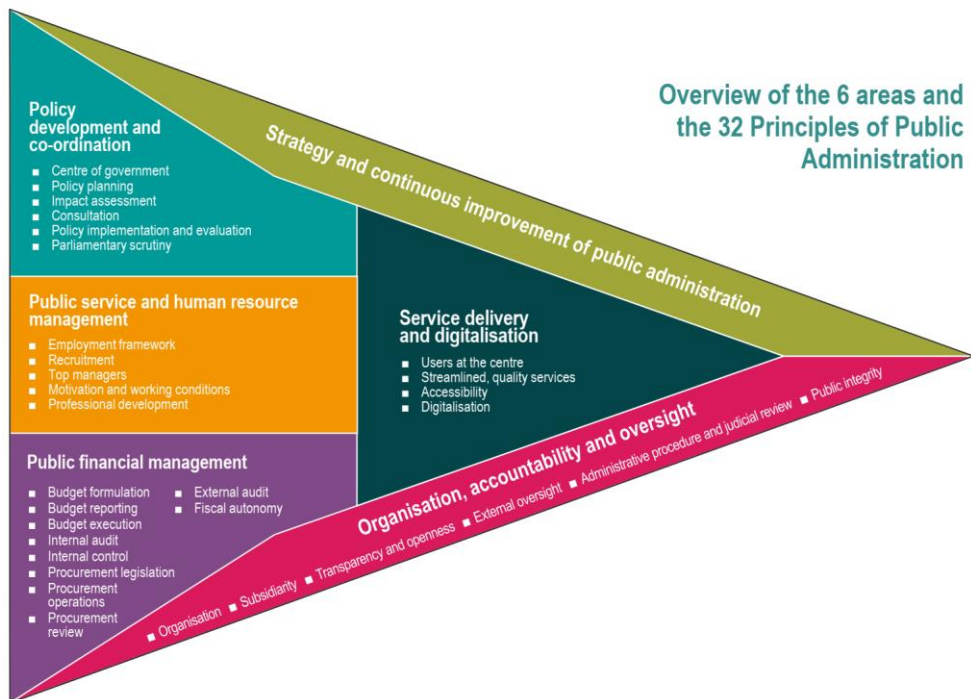 Overview of the 6 areas and
the 32 Principles of Public
Administration
Strategy and continuous improvement of public administration
Policy
development and
co-ordination
■ Centre of government
■ Policy planning
■ Impact assessment
■ Consultation
■ Policy implementation and evaluation
■ Parliamentary scrutiny
Public service and human resource
management
■ Employment framework
■ Recruitment
■ Top managers
■ Motivation and working conditions
■ Professional development
Service delivery
and digitalisation
■ Users at the centre
■ Streamlined, quality services
■ Accessibility
■ Digitalisation
Public financial management
■ Budget formulation
■ Budget reporting
■ Budget execution
■ Internal audit
■ Internal control
■ Procurement legislation
■ Procurement
operations
■ Procurement
review
■ External audit
■ Fiscal autonomy
Organisation, accountability and oversight
■ Organisation ■ Subsidiarity ■ Transparency and openness ■ External oversight ■ Administrative procedure and judicial review ■ Public integrity